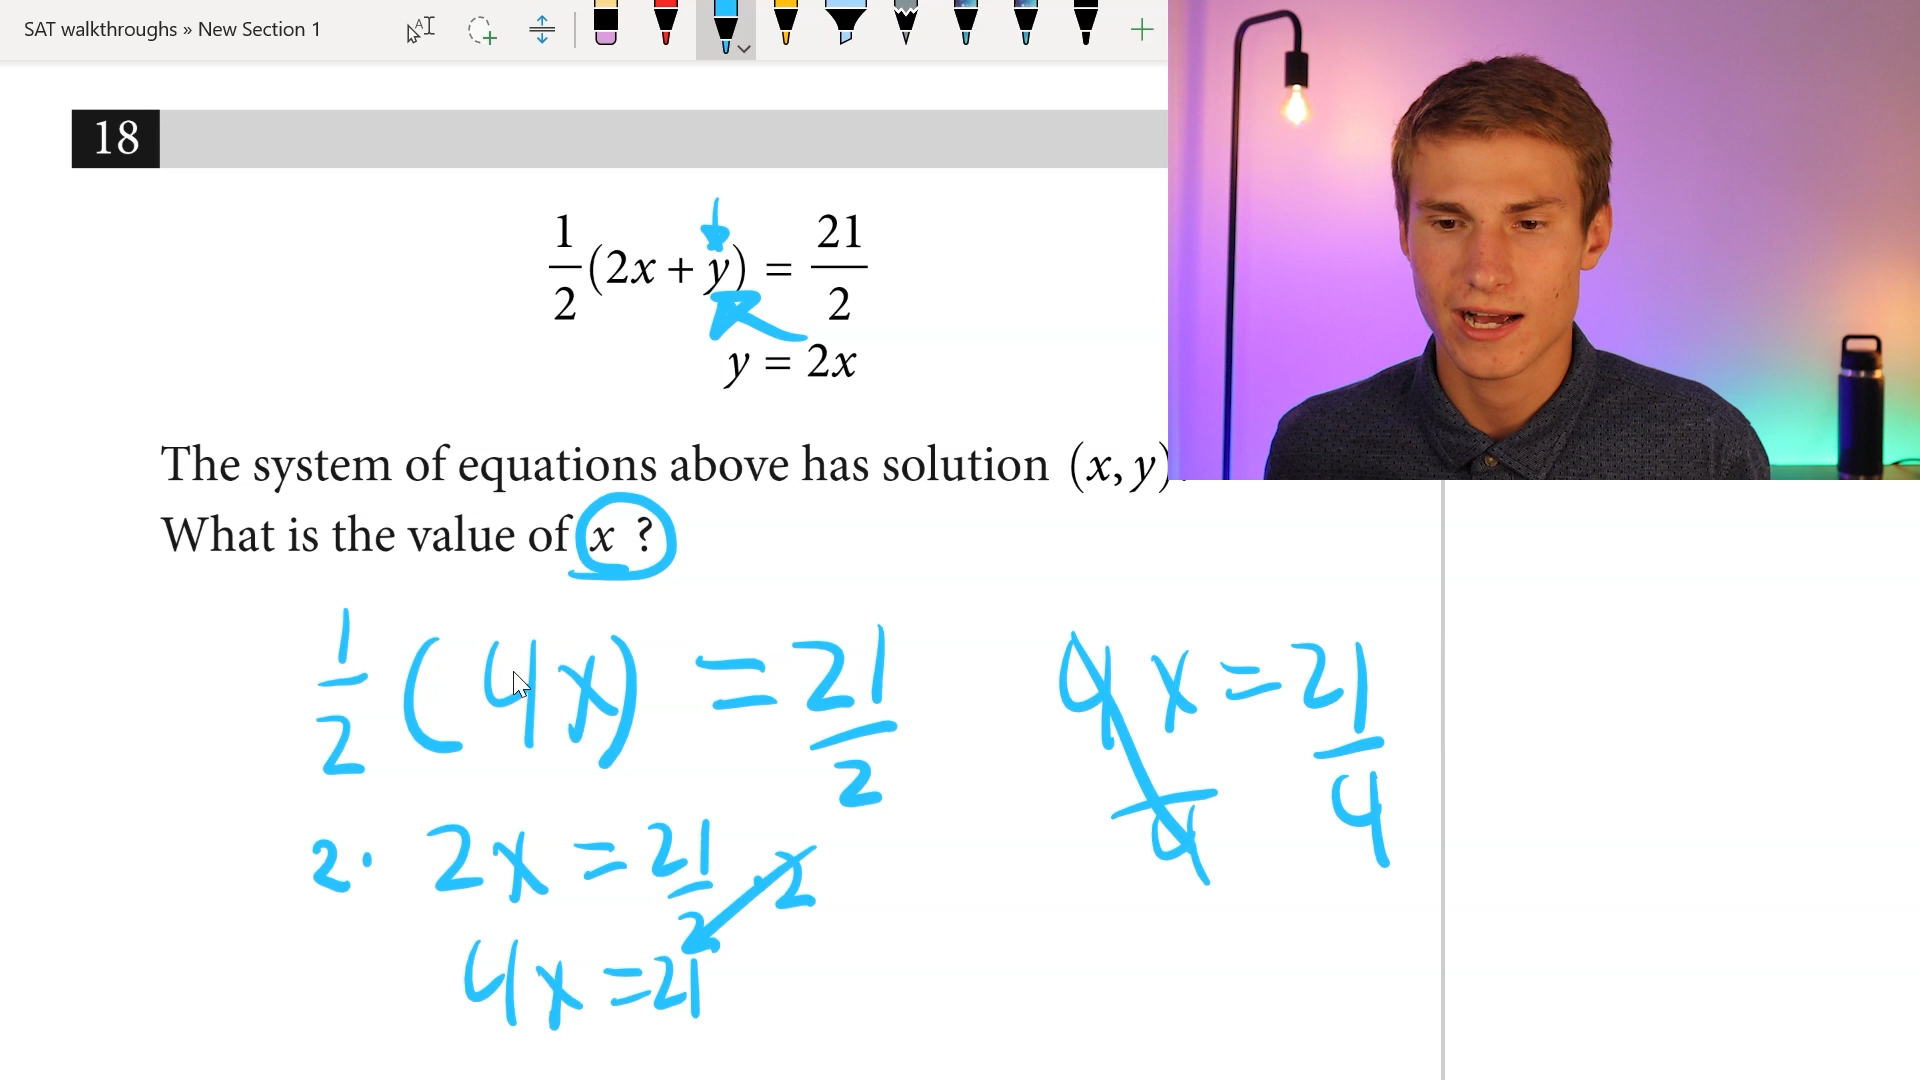 SAT walkthroughs » New Section 1
18
1/2(2x + y) = 21/2
y = 2x
The system of equations above has solution (x, y).
What is the value of x ?
1/2 (4x) = 21/2
4x = 21
4 4
2 · 2x = 21/2 · 2
4x = 21